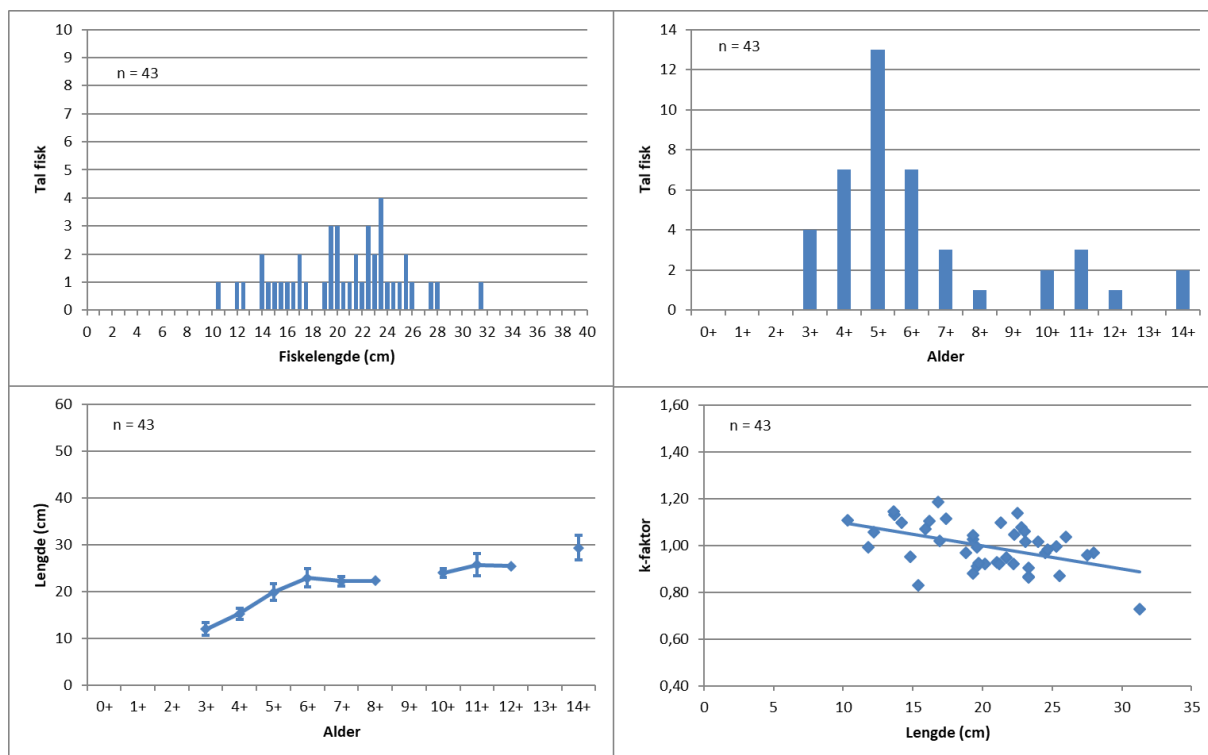 10
9
8
7
6
5
4
3
2
1
0
Tal fisk
n = 43
0 2 4 6 8 10 12 14 16 18 20 22 24 26 28 30 32 34 36 38 40
Fiskelengde (cm)
14
12
10
8
6
4
2
0
Tal fisk
n = 43
0+ 1+ 2+ 3+ 4+ 5+ 6+ 7+ 8+ 9+ 10+ 11+ 12+ 13+ 14+
Alder
60
50
40
30
20
10
0
Lengde (cm)
n = 43
0+ 1+ 2+ 3+ 4+ 5+ 6+ 7+ 8+ 9+ 10+ 11+ 12+ 13+ 14+
Alder
1,60
1,40
1,20
1,00
0,80
0,60
0,40
k-faktor
n = 43
0 5 10 15 20 25 30 35
Lengde (cm)